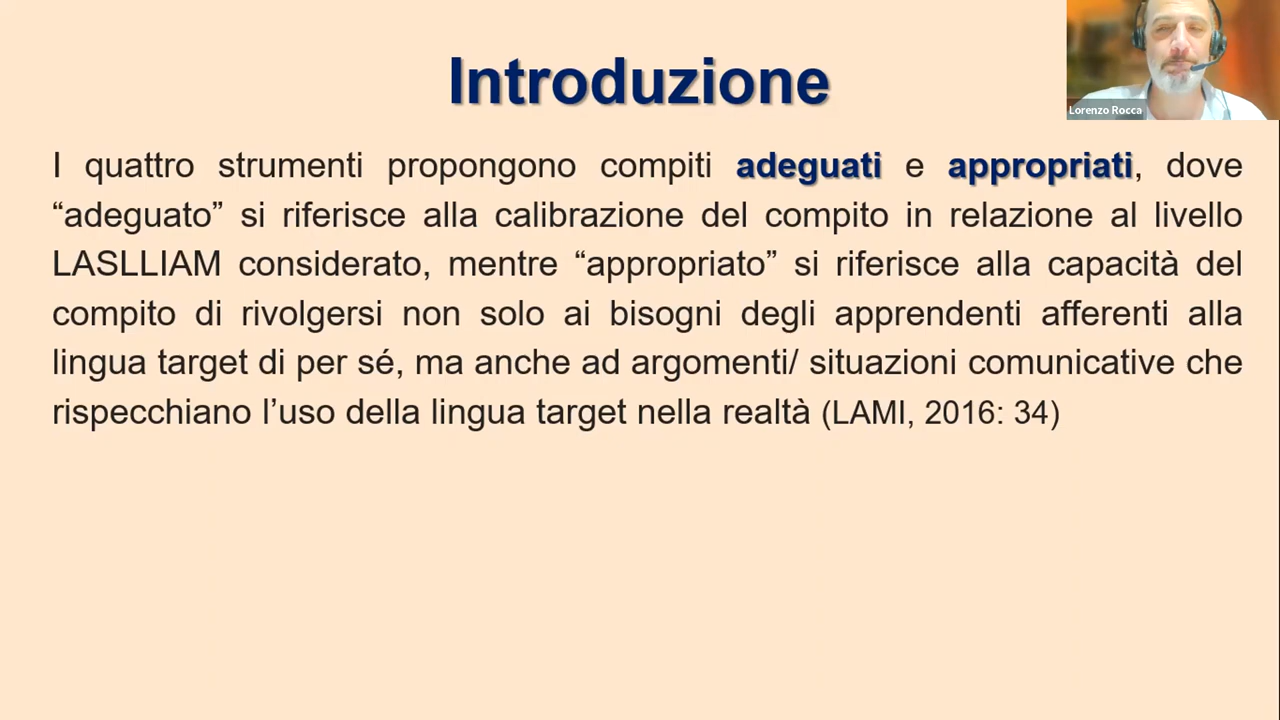 Introduzione
Lorenzo Rocca
I quattro strumenti propongono compiti adeguati e appropriati, dove
“adeguato” si riferisce alla calibrazione del compito in relazione al livello
LASLLIAM considerato, mentre “appropriato” si riferisce alla capacità del
compito di rivolgersi non solo ai bisogni degli apprendenti afferenti alla
lingua target di per sé, ma anche ad argomenti/ situazioni comunicative che
rispecchiano l’uso della lingua target nella realtà (LAMI, 2016: 34)